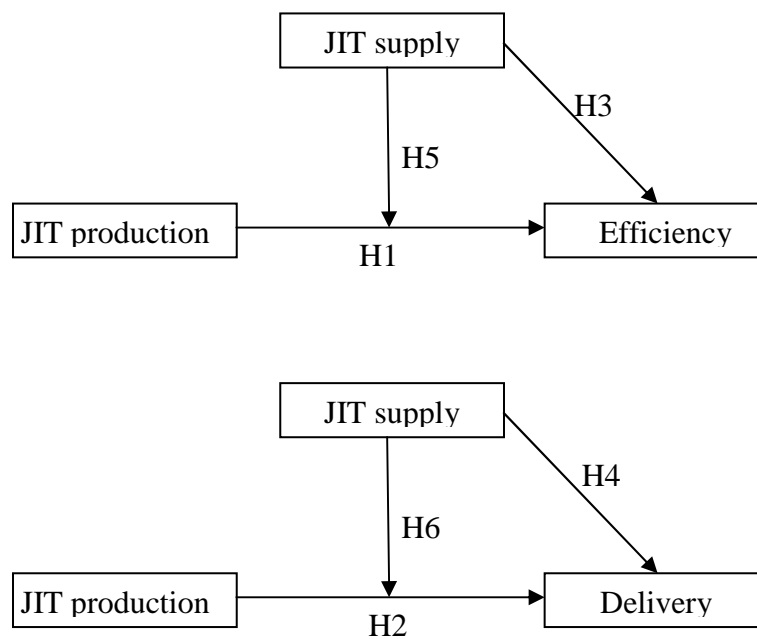 JIT supply
H3
H5
JIT production
Efficiency
H1
JIT supply
H4
H6
JIT production
Delivery
H2